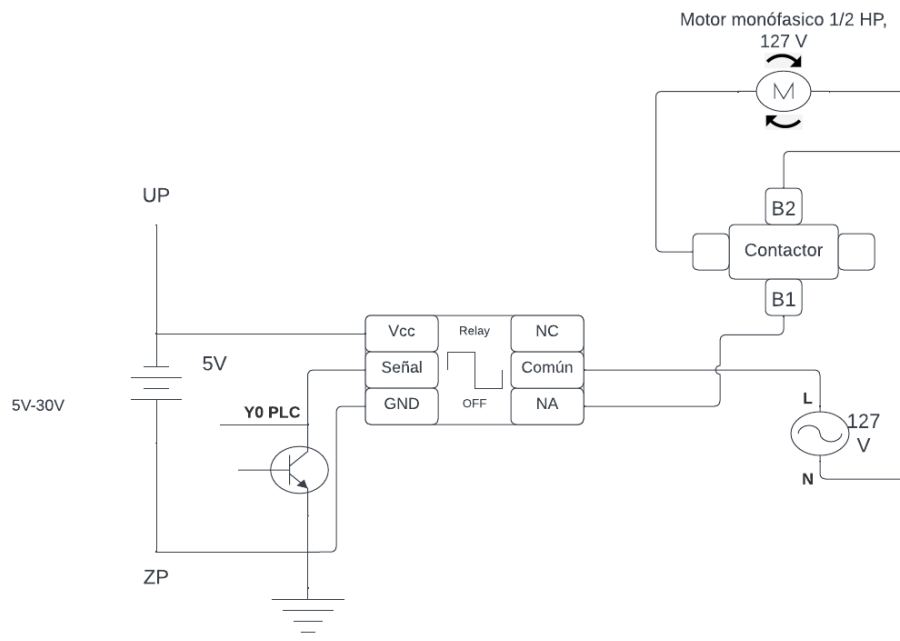 Motor monófasico 1/2 HP,
127 V
M
B2
Contactor
B1
UP
5V
5V-30V
Vcc
Relay
NC
Señal
Común
GND
OFF
NA
Y0 PLC
L
127
V
N
ZP